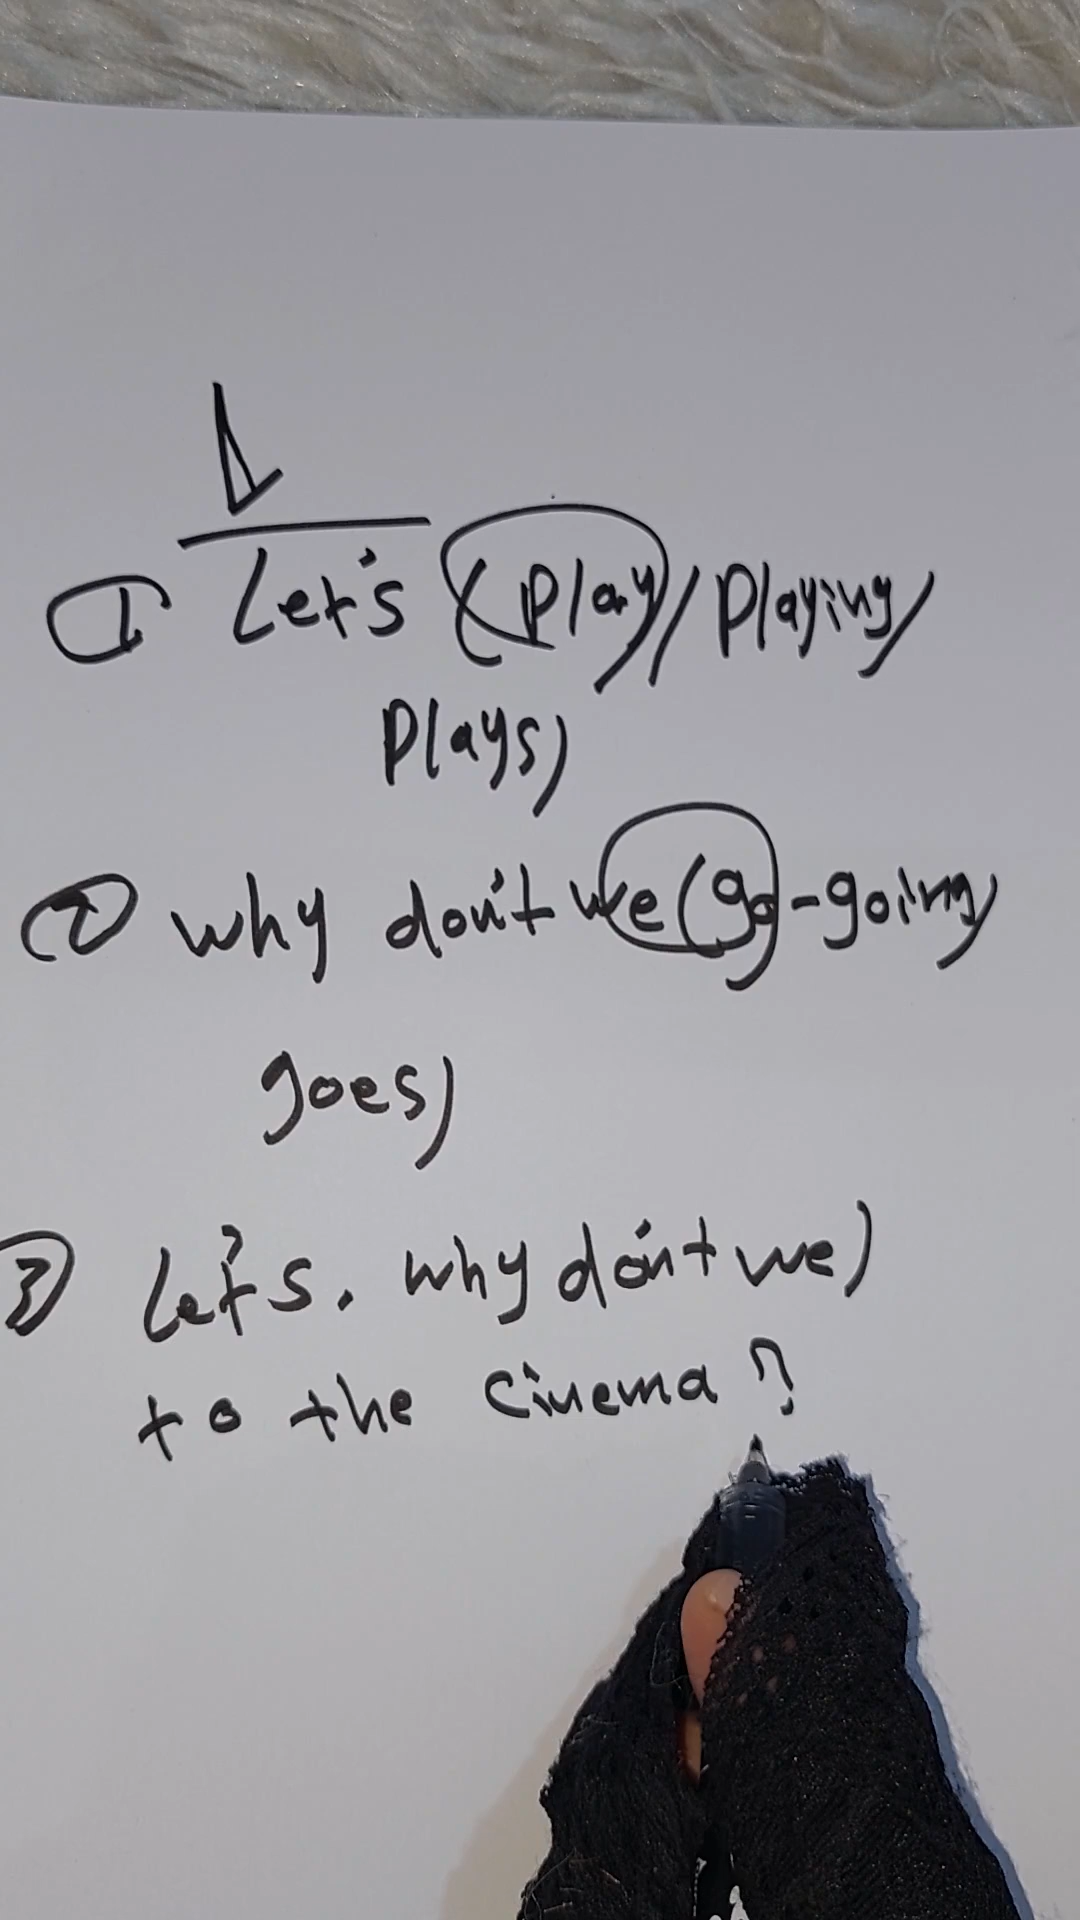 ① Let's (play/playing/
plays)
② why don't we (go-going
goes)
③ Let's. why don't we)
to the cinema?